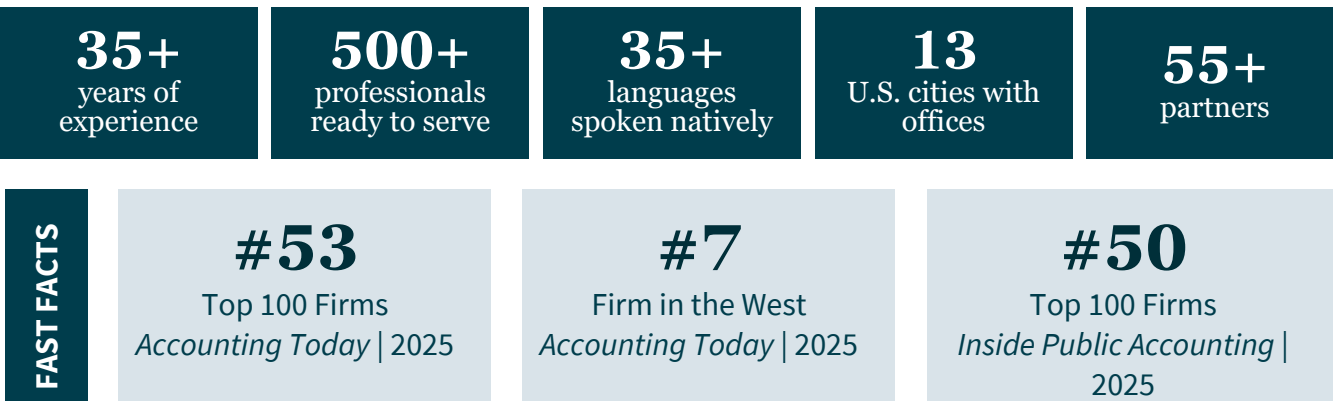 35+
years of
experience
500+
professionals
ready to serve
35+
languages
spoken natively
13
U.S. cities with
offices
55+
partners
FAST FACTS
#53
Top 100 Firms
Accounting Today | 2025
#7
Firm in the West
Accounting Today | 2025
#50
Top 100 Firms
Inside Public Accounting |
2025